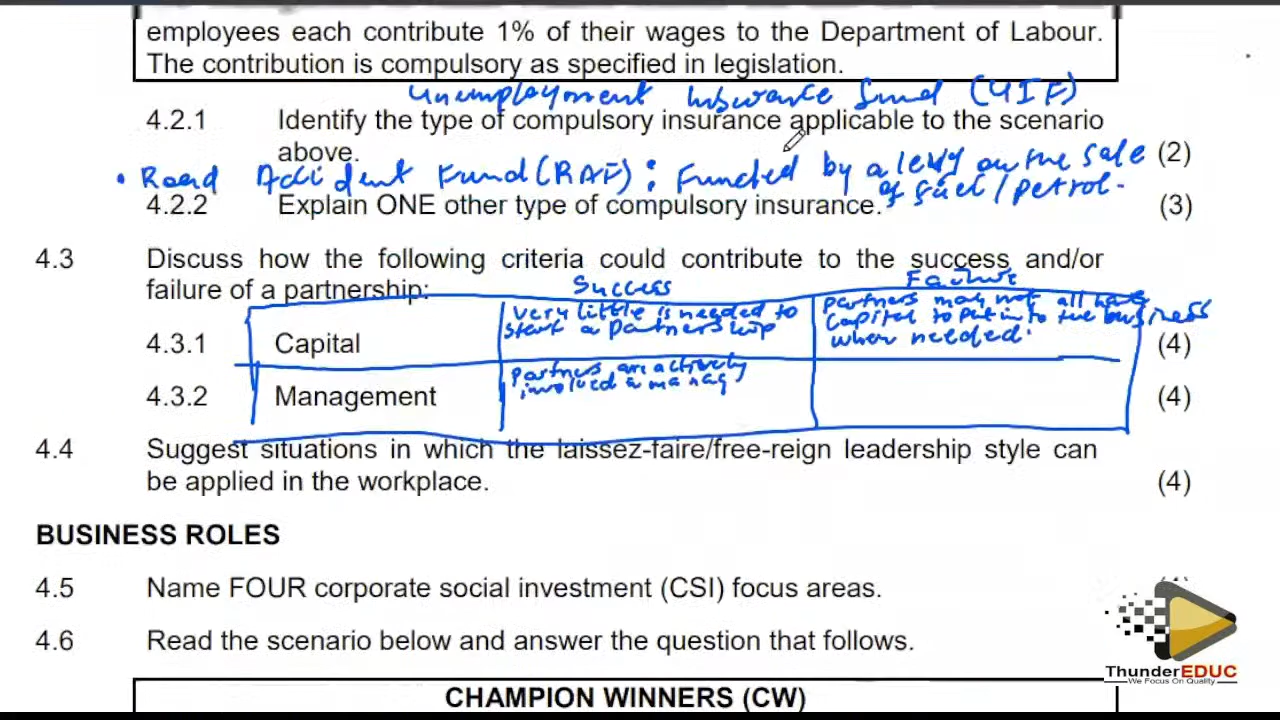 employees each contribute 1% of their wages to the Department of Labour.
The contribution is compulsory as specified in legislation.
Unemployment Insurance Fund (UIF)
4.2.1 Identify the type of compulsory insurance applicable to the scenario
above. (2)
• Road Accident Fund (RAF): Funded by a levy on the sale
of fuel/petrol.
4.2.2 Explain ONE other type of compulsory insurance. (3)
4.3 Discuss how the following criteria could contribute to the success and/or
failure of a partnership:
Success Failure
very little is needed to
start a partnership
partners may not all have
capital to put into the business
when needed.
4.3.1 Capital (4)
partners are actively
involved
4.3.2 Management (4)
4.4 Suggest situations in which the laissez-faire/free-reign leadership style can
be applied in the workplace. (4)
BUSINESS ROLES
4.5 Name FOUR corporate social investment (CSI) focus areas.
4.6 Read the scenario below and answer the question that follows.
ThunderEDUC
We Focus On Quality
CHAMPION WINNERS (CW)